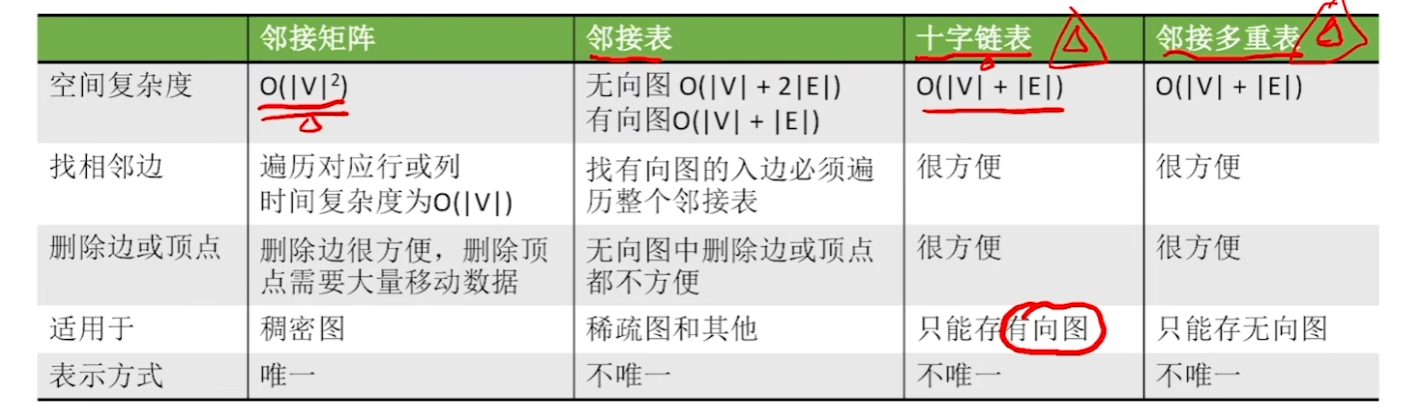 邻接矩阵 邻接表 十字链表 邻接多重表
空间复杂度 O(|V|²) 无向图 O(|V| + 2|E|) O(|V| + |E|) O(|V| + |E|)
有向图O(|V| + |E|)
找相邻边 遍历对应行或列 找有向图的入边必须遍 很方便 很方便
时间复杂度为O(|V|) 历整个邻接表
删除边或顶点 删除边很方便，删除顶 无向图中删除边或顶点 很方便 很方便
点需要大量移动数据 都不方便
适用于 稠密图 稀疏图和其他 只能存有向图 只能存无向图
表示方式 唯一 不唯一 不唯一 不唯一